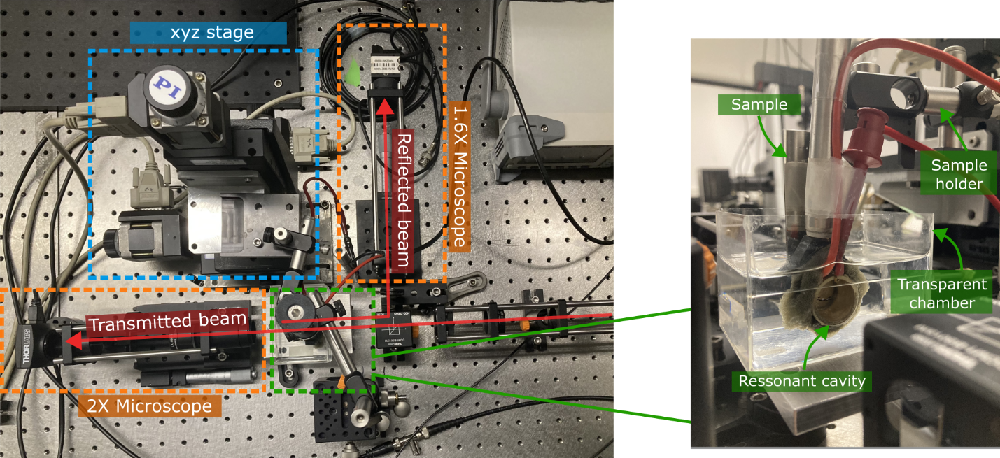 xyz stage
PI
1.6X Microscope
Reflected beam
Transmitted beam
THORLABS
2X Microscope
Sample
Sample
holder
Transparent
chamber
Ressonant cavity